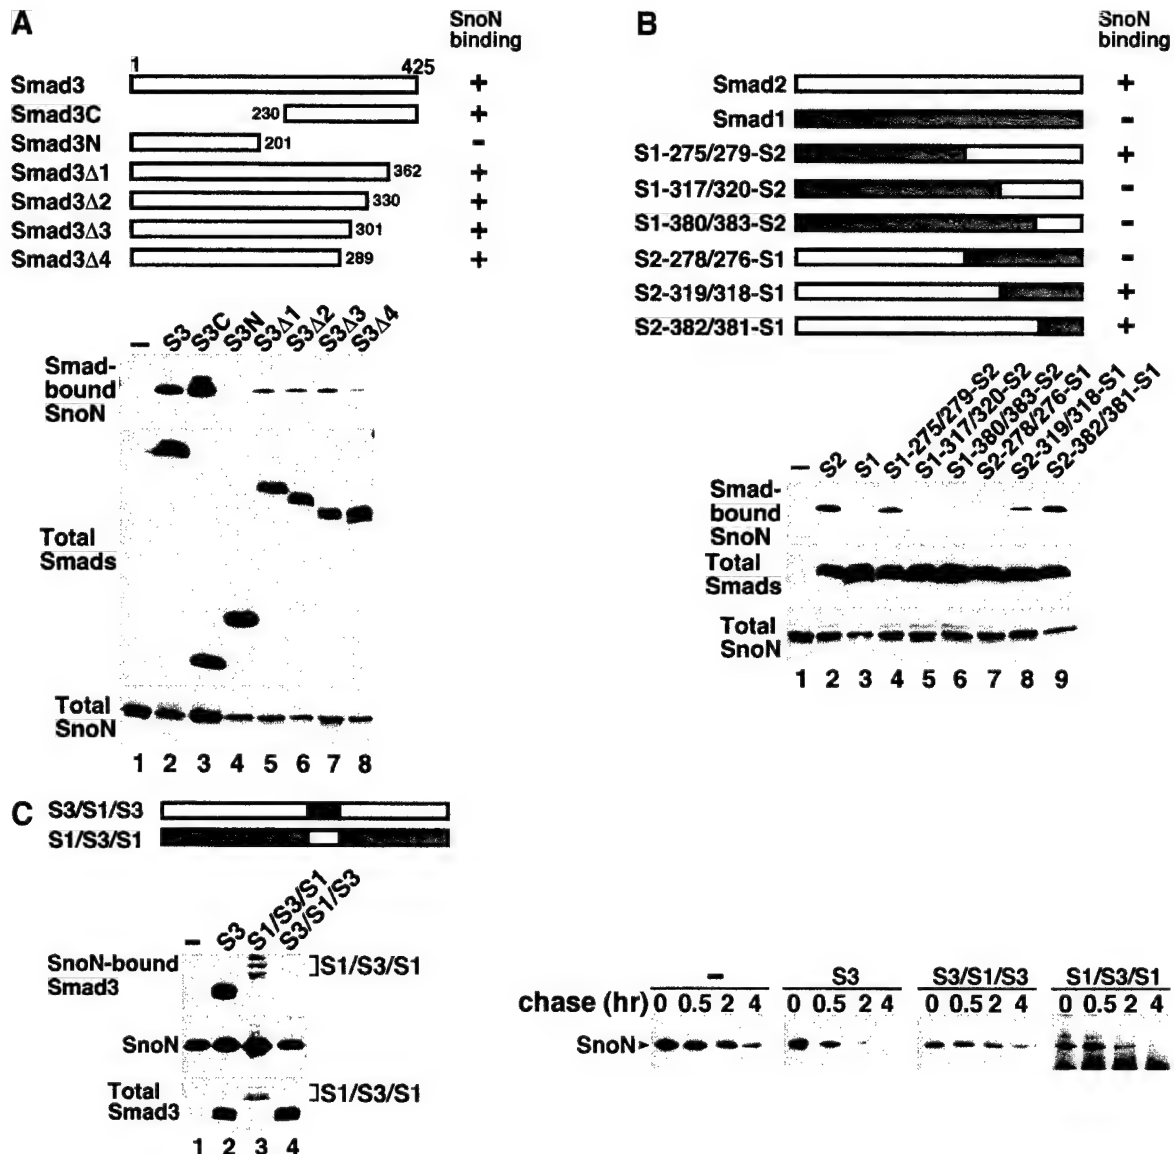 A
SnoN
binding
1
425
Smad3
+
Smad3C
230
+
Smad3N
201
-
Smad3Δ1
362
+
Smad3Δ2
330
+
Smad3Δ3
301
+
Smad3Δ4
289
+
– S3 S3C S3N S3Δ1 S3Δ2 S3Δ3 S3Δ4
Smad-
bound
SnoN
Total
Smads
Total
SnoN
1 2 3 4 5 6 7 8
B
SnoN
binding
Smad2
+
Smad1
-
S1-275/279-S2
+
S1-317/320-S2
-
S1-380/383-S2
-
S2-278/276-S1
-
S2-319/318-S1
+
S2-382/381-S1
+
– S2 S1 S1-275/279-S2 S1-317/320-S2 S1-380/383-S2 S2-278/276-S1 S2-319/318-S1 S2-382/381-S1
Smad-
bound
SnoN
Total
Smads
Total
SnoN
1 2 3 4 5 6 7 8 9
C
S3/S1/S3
S1/S3/S1
– S3 S1/S3/S1 S3/S1/S3
SnoN-bound
Smad3
]S1/S3/S1
SnoN
Total
Smad3
]S1/S3/S1
1 2 3 4
– S3 S3/S1/S3 S1/S3/S1
chase (hr) 0 0.5 2 4 0 0.5 2 4 0 0.5 2 4 0 0.5 2 4
SnoN